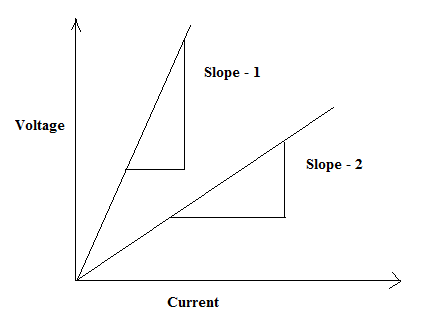 Slope - 1
Voltage
Slope - 2
Current